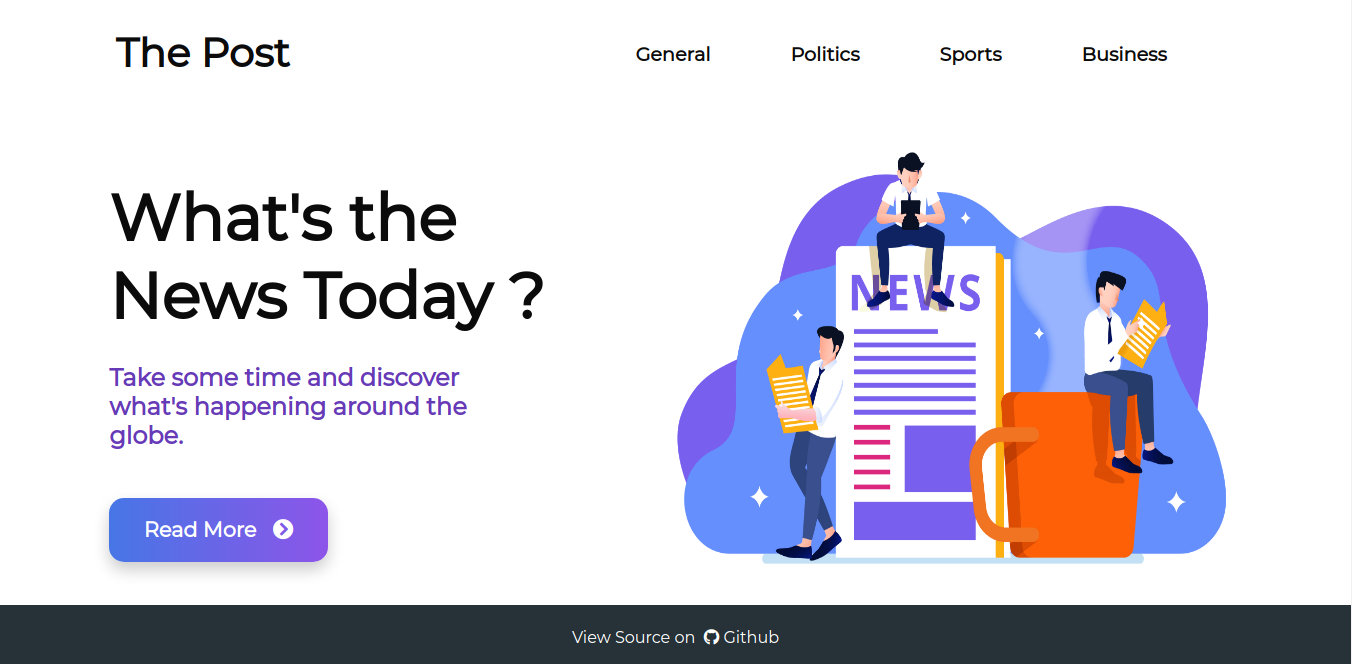 The Post
General Politics Sports Business
What's the
News Today ?
Take some time and discover
what's happening around the
globe.
Read More
NEWS
View Source on Github